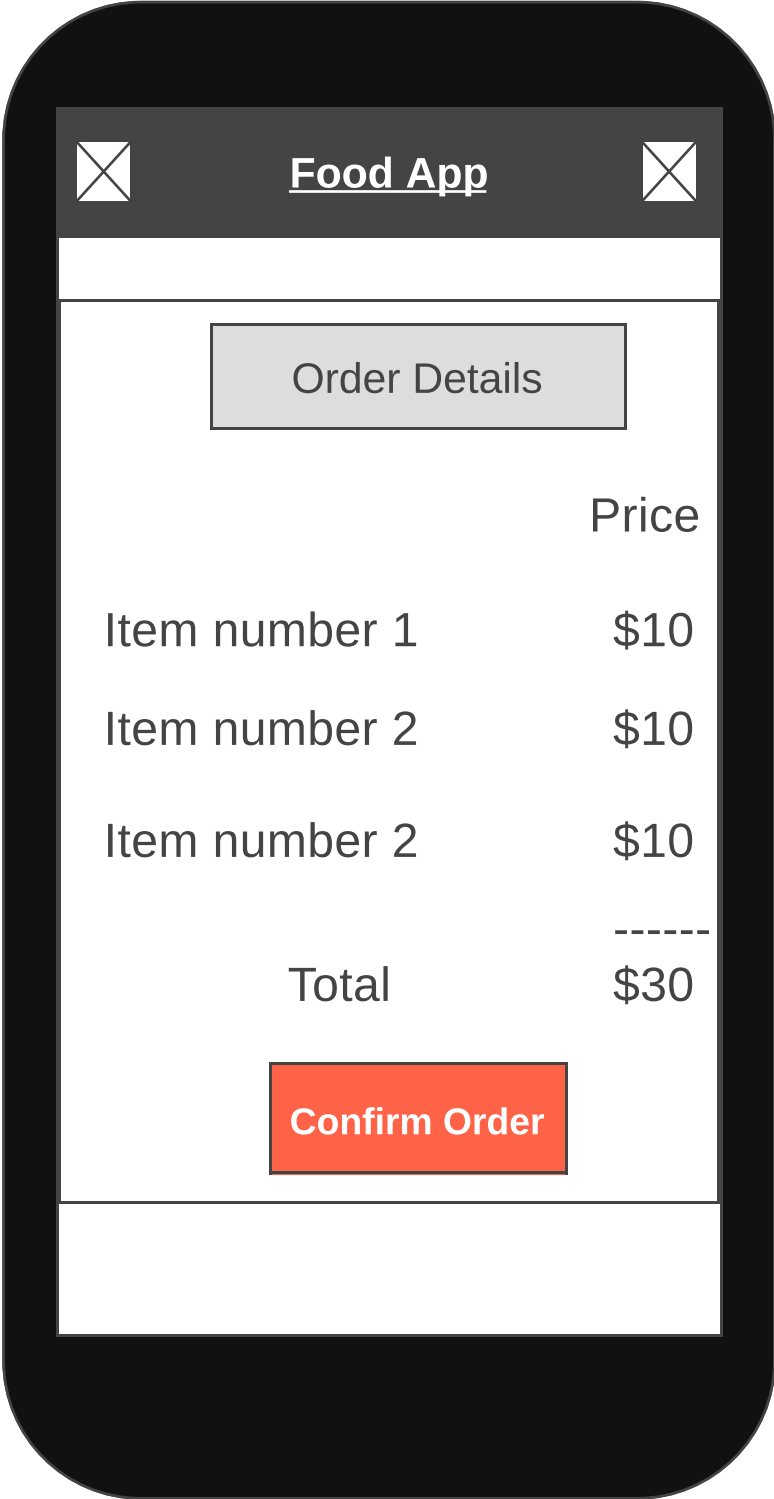 Food App
Order Details
Price
Item number 1 $10
Item number 2 $10
Item number 2 $10
------
Total $30
Confirm Order